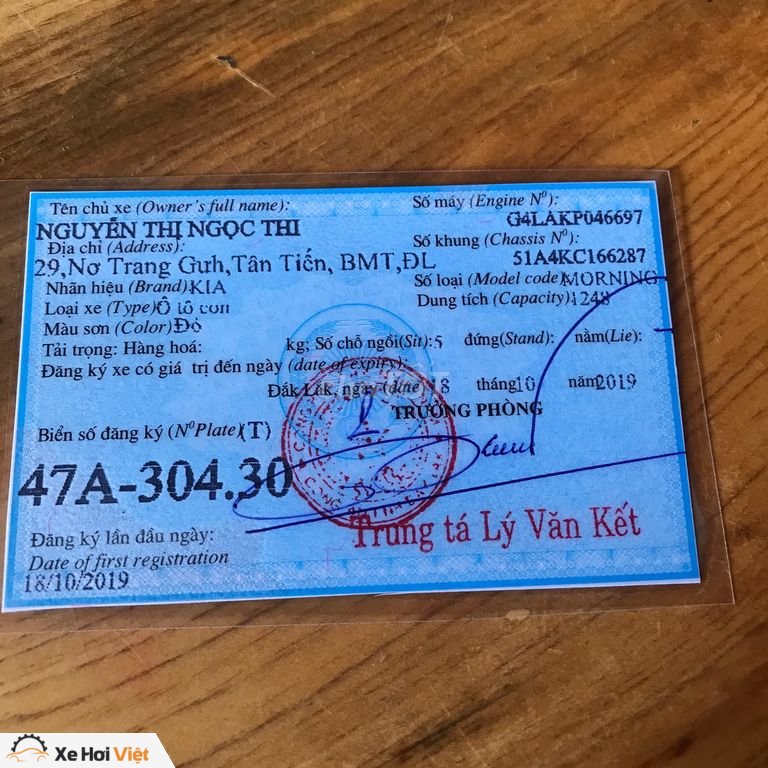 Tên chủ xe (Owner's full name):
NGUYỄN THỊ NGỌC THI
Địa chỉ (Address):
29,Nơ Trang Gưh,Tân Tiến, BMT,ĐL
Nhãn hiệu (Brand) KIA
Loại xe (Type) Ô tô con
Màu sơn (Color) Đỏ
Tải trọng: Hàng hoá: kg; Số chỗ ngồi(Sit): 5 đứng(Stand): nằm(Lie):
Đăng ký xe có giá trị đến ngày (date of expiry):
Số máy (Engine N⁰):
G4LAKP046697
Số khung (Chassis N⁰):
51A4KC166287
Số loại (Model code) MORNING
Dung tích (Capacity) 1248
Đắk Lắk, ngày (date) 18 tháng 10 năm 2019
TRƯỞNG PHÒNG
Biển số đăng ký (N⁰Plate) (T)
47A-304.30
Trung tá Lý Văn Kết
Đăng ký lần đầu ngày:
Date of first registration
18/10/2019
Xe Hơi Việt